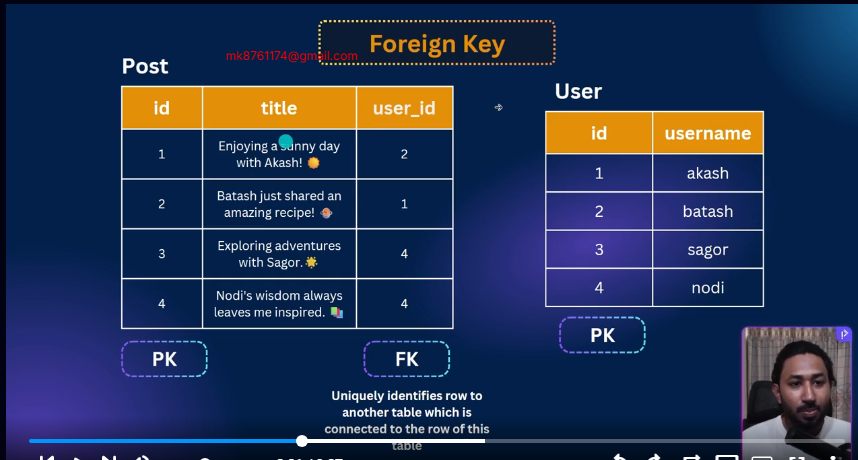 Foreign Key
mk8761174@gmail.com
Post
id title user_id
1 Enjoying a sunny day with Akash! 2
2 Batash just shared an amazing recipe! 1
3 Exploring adventures with Sagor. 4
4 Nodi's wisdom always leaves me inspired. 4
PK
FK
Uniquely identifies row to
another table which is
connected to the row of this
table
User
id username
1 akash
2 batash
3 sagor
4 nodi
PK